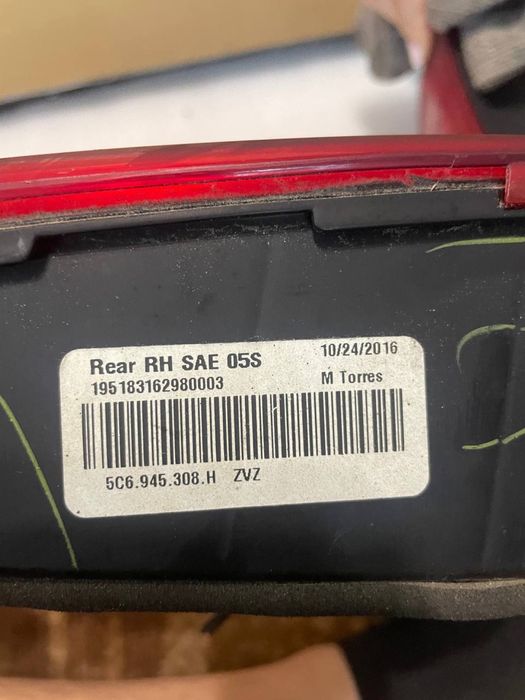 Rear RH SAE 05S
10/24/2016
195183162980003
M Torres
5C6.945.308.H ZVZ